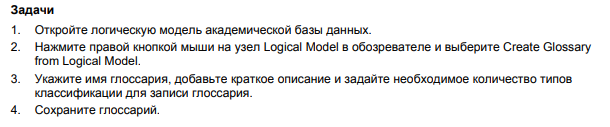 Задачи
1. Откройте логическую модель академической базы данных.
2. Нажмите правой кнопкой мыши на узел Logical Model в обозревателе и выберите Create Glossary
from Logical Model.
3. Укажите имя глоссария, добавьте краткое описание и задайте необходимое количество типов
классификации для записи глоссария.
4. Сохраните глоссарий.